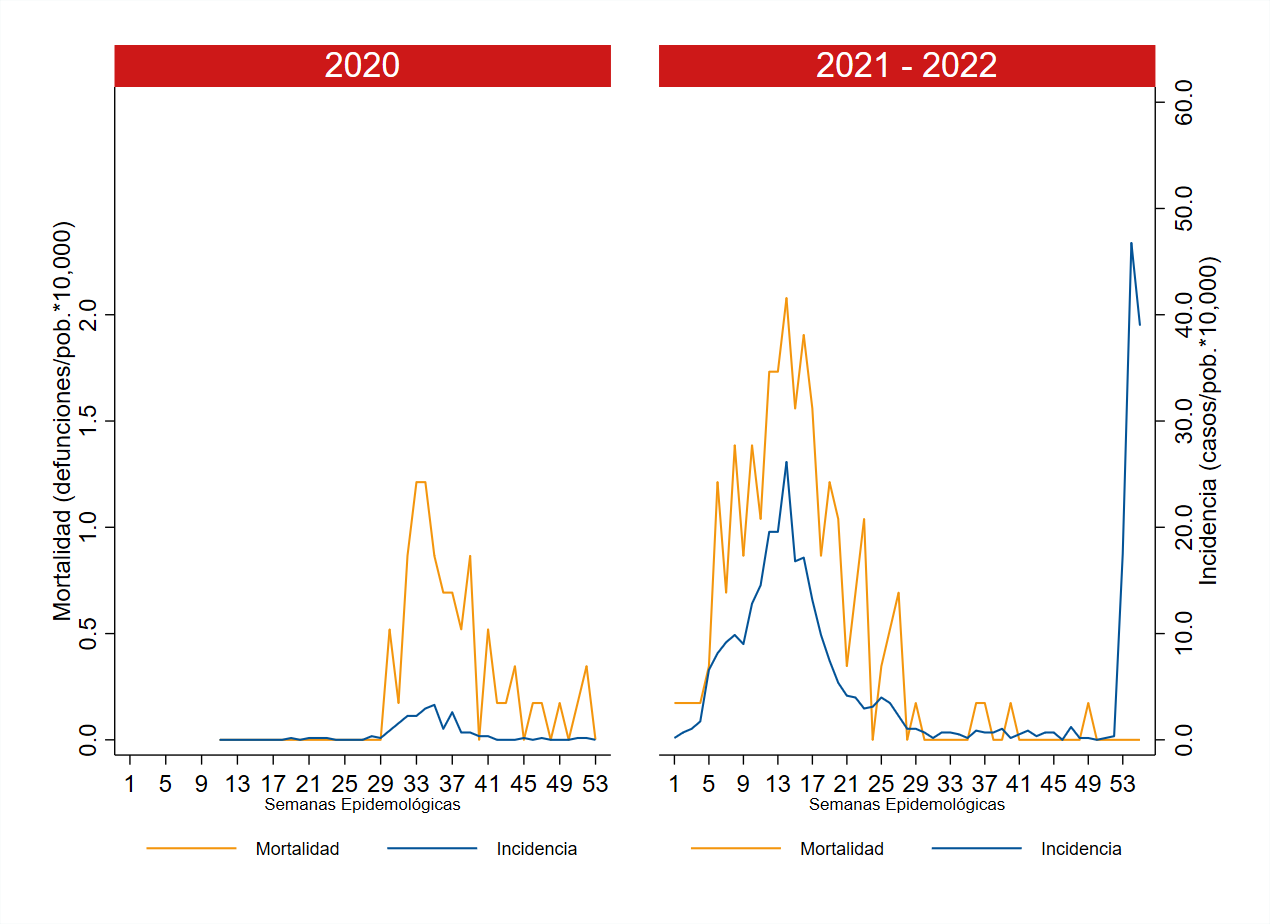 2020
2021 - 2022
Mortalidad (defunciones/pob.*10,000)
0.0 0.5 1.0 1.5 2.0
1 5 9 13 17 21 25 29 33 37 41 45 49 53
Semanas Epidemológicas
Mortalidad Incidencia
1 5 9 13 17 21 25 29 33 37 41 45 49 53
Semanas Epidemológicas
Mortalidad Incidencia
0.0 10.0 20.0 30.0 40.0 50.0 60.0
Incidencia (casos/pob.*10,000)